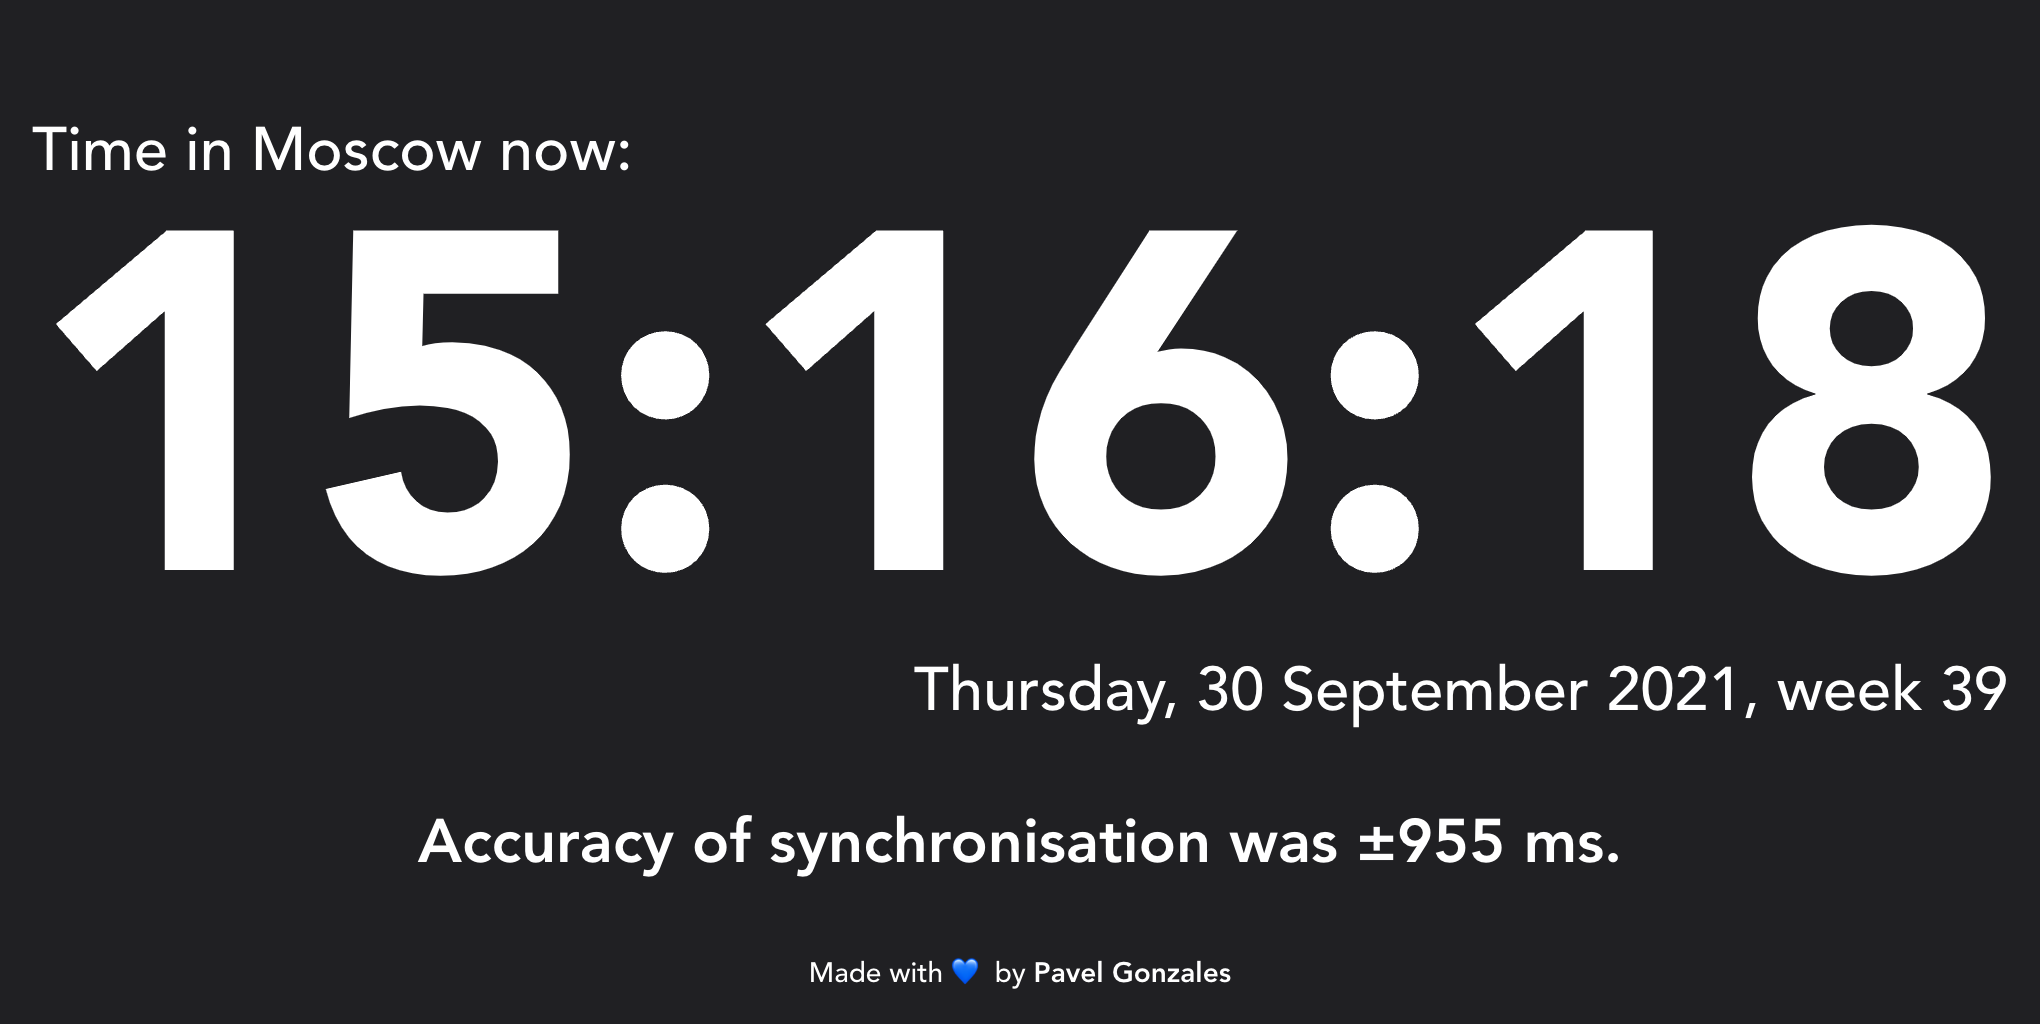 Time in Moscow now:
15:16:18
Thursday, 30 September 2021, week 39
Accuracy of synchronisation was ±955 ms.
Made with 💙 by Pavel Gonzales